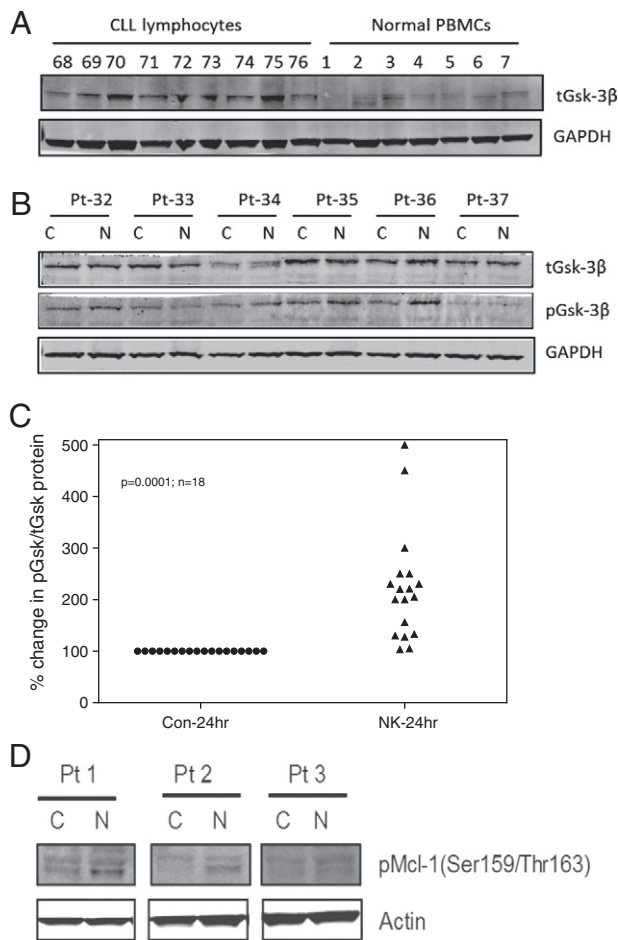 A
CLL lymphocytes Normal PBMCs
68 69 70 71 72 73 74 75 76 1 2 3 4 5 6 7
tGsk-3β
GAPDH
B
Pt-32 Pt-33 Pt-34 Pt-35 Pt-36 Pt-37
C N C N C N C N C N C N
tGsk-3β
pGsk-3β
GAPDH
C
% change in pGsk/tGsk protein
500
p=0.0001; n=18
400
300
200
100
0
Con-24hr NK-24hr
D
Pt 1 Pt 2 Pt 3
C N C N C N
pMcl-1(Ser159/Thr163)
Actin